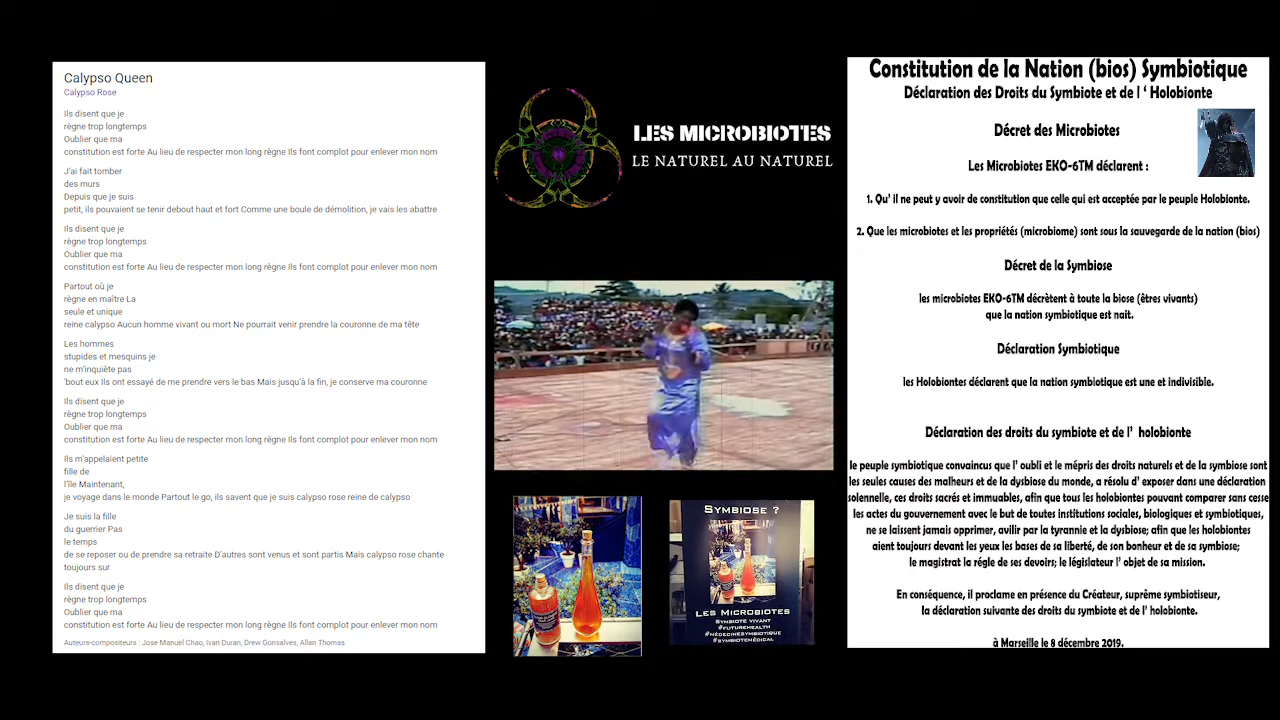 Calypso Queen
Calypso Rose
Ils disent que je
règne trop longtemps
Oublier que ma
constitution est forte Au lieu de respecter mon long règne Ils font complot pour enlever mon nom
J'ai fait tomber
des murs
Depuis que je suis
petit, ils pouvaient se tenir debout haut et fort Comme une boule de démolition, je vais les abattre
Ils disent que je
règne trop longtemps
Oublier que ma
constitution est forte Au lieu de respecter mon long règne Ils font complot pour enlever mon nom
Partout où je
règne en maître La
seule et unique
reine calypso Aucun homme vivant ou mort Ne pourrait venir prendre la couronne de ma tête
Les hommes
stupides et mesquins je
ne m'inquiète pas
'bout eux Ils ont essayé de me prendre vers le bas Mais jusqu'à la fin, je conserve ma couronne
Ils disent que je
règne trop longtemps
Oublier que ma
constitution est forte Au lieu de respecter mon long règne Ils font complot pour enlever mon nom
Ils m'appelaient petite
fille de
l'île Maintenant,
je voyage dans le monde Partout le go, ils savent que je suis calypso rose reine de calypso
Je suis la fille
du guerrier Pas
le temps
de se reposer ou de prendre sa retraite D'autres sont venus et sont partis Mais calypso rose chante
toujours sur
Ils disent que je
règne trop longtemps
Oublier que ma
constitution est forte Au lieu de respecter mon long règne Ils font complot pour enlever mon nom
Auteurs-compositeurs : Jose Manuel Chao, Ivan Duran, Drew Gonsalves, Allan Thomas
LES MICROBIOTES
LE NATUREL AU NATUREL
SYMBIOSE ?
LES MICROBIOTES
SYMBIOTE VIVANT
#FUTUREHEALTH
#MÉDECINESYMBIOTIQUE
#SYMBIOTEMÉDICAL
Constitution de la Nation (bios) Symbiotique
Déclaration des Droits du Symbiote et de l ' Holobionte
Décret des Microbiotes
Les Microbiotes EKO-6TM déclarent :
1. Qu' il ne peut y avoir de constitution que celle qui est acceptée par le peuple Holobionte.
2. Que les microbiotes et les propriétés (microbiome) sont sous la sauvegarde de la nation (bios)
Décret de la Symbiose
les microbiotes EKO-6TM décrètent à toute la biose (êtres vivants)
que la nation symbiotique est nait.
Déclaration Symbiotique
les Holobiontes déclarent que la nation symbiotique est une et indivisible.
Déclaration des droits du symbiote et de l' holobionte
le peuple symbiotique convaincus que l' oubli et le mépris des droits naturels et de la symbiose sont
les seules causes des malheurs et de la dysbiose du monde, a résolu d' exposer dans une déclaration
solennelle, ces droits sacrés et immuables, afin que tous les holobiontes pouvant comparer sans cesse
les actes du gouvernement avec le but de toutes institutions sociales, biologiques et symbiotiques,
ne se laissent jamais opprimer, avilir par la tyrannie et la dysbiose; afin que les holobiontes
aient toujours devant les yeux les bases de sa liberté, de son bonheur et de sa symbiose;
le magistrat la régle de ses devoirs; le législateur l' objet de sa mission.
En conséquence, il proclame en présence du Créateur, suprême symbiotiseur,
la déclaration suivante des droits du symbiote et de l' holobionte.
à Marseille le 8 décembre 2019.